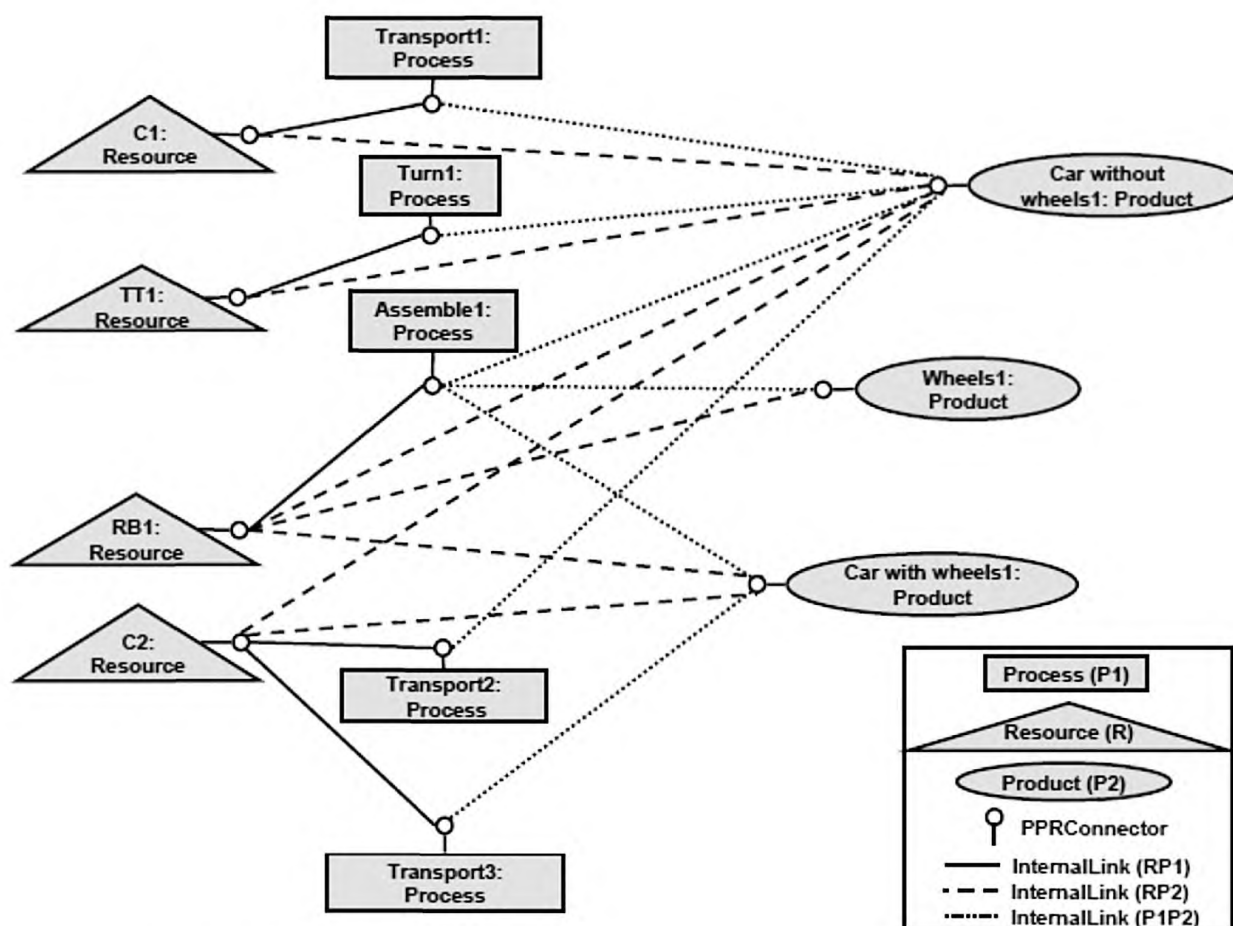 Transport1:
Process
C1:
Resource
Turn1:
Process
Car without
wheels1: Product
TT1:
Resource
Assemble1:
Process
Wheels1:
Product
RB1:
Resource
Car with wheels1:
Product
C2:
Resource
Transport2:
Process
Transport3:
Process
Process (P1)
Resource (R)
Product (P2)
PPRConnector
InternalLink (RP1)
InternalLink (RP2)
InternalLink (P1P2)